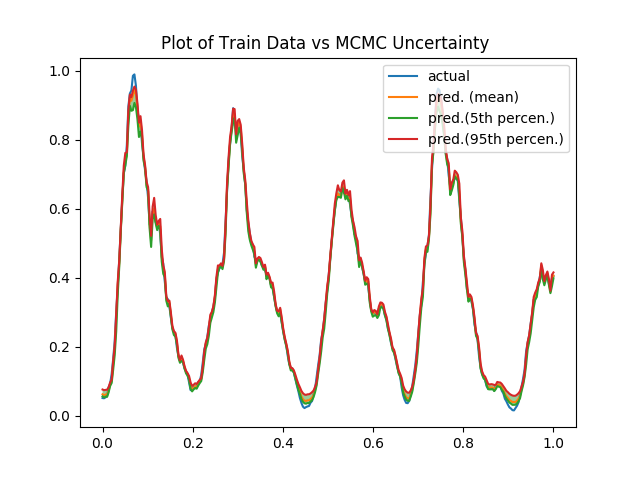 Plot of Train Data vs MCMC Uncertainty
actual
pred. (mean)
pred.(5th percen.)
pred.(95th percen.)
1.0
0.8
0.6
0.4
0.2
0.0
0.0 0.2 0.4 0.6 0.8 1.0